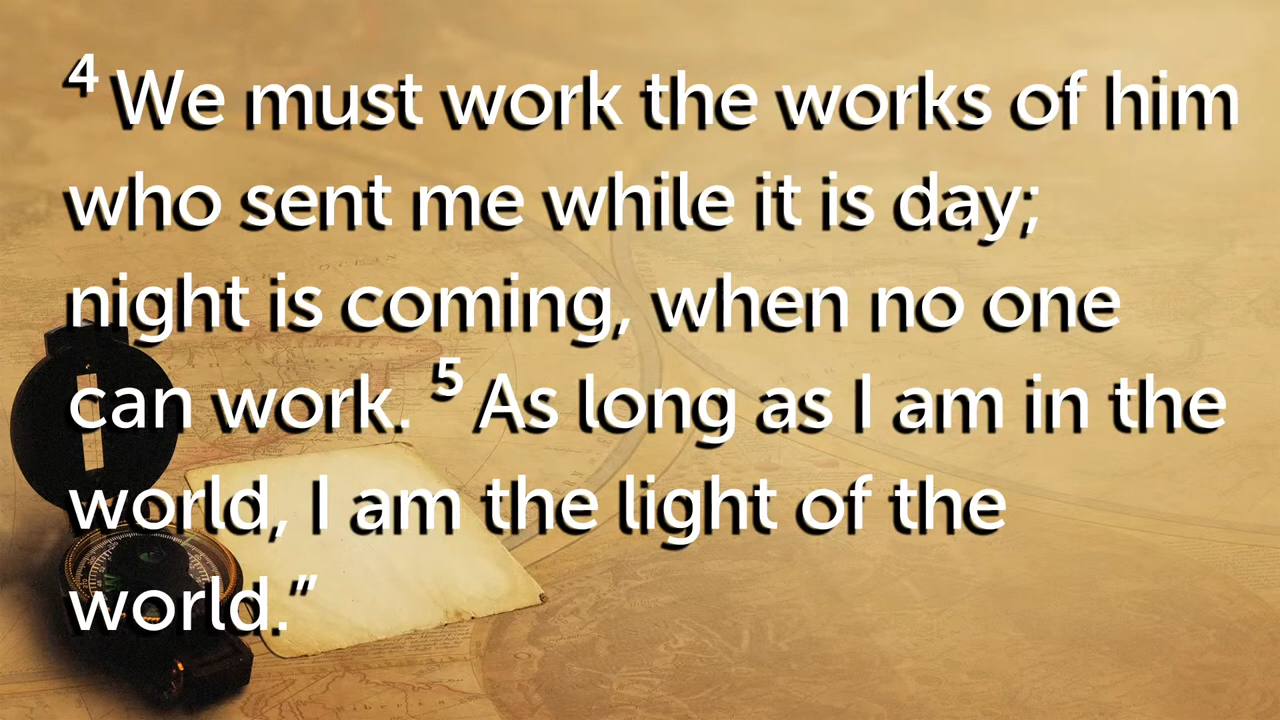 ⁴ We must work the works of him
who sent me while it is day;
night is coming, when no one
can work. ⁵ As long as I am in the
world, I am the light of the
world.”